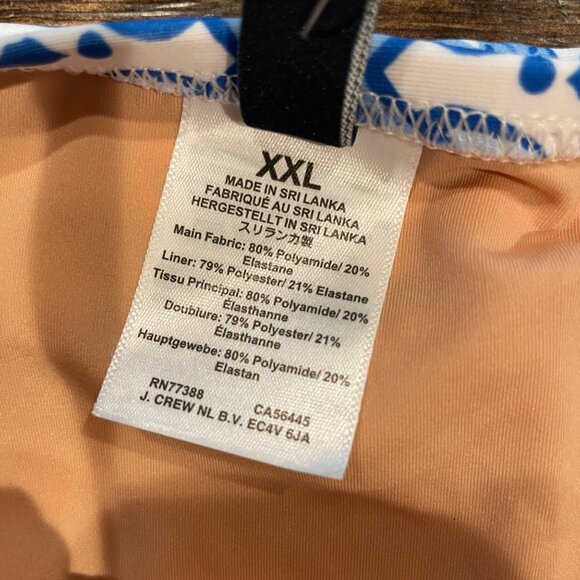 XXL
MADE IN SRI LANKA
FABRIQUÉ AU SRI LANKA
HERGESTELLT IN SRI LANKA
スリランカ製
Main Fabric: 80% Polyamide/ 20%
Elastane
Liner: 79% Polyester/ 21% Elastane
Tissu Principal: 80% Polyamide/ 20%
Élasthanne
Doublure: 79% Polyester/ 21%
Élasthanne
Hauptgewebe: 80% Polyamide/ 20%
Elastan
RN77388 CA56445
J. CREW NL B.V. EC4V 6JA